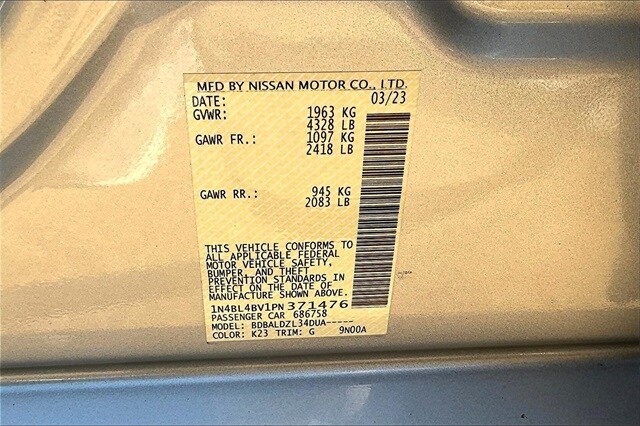 MFD BY NISSAN MOTOR CO., LTD.
DATE: 03/23
GVWR: 1963 KG
4328 LB
GAWR FR.: 1097 KG
2418 LB
GAWR RR.: 945 KG
2083 LB
THIS VEHICLE CONFORMS TO
ALL APPLICABLE FEDERAL
MOTOR VEHICLE SAFETY,
BUMPER, AND THEFT
PREVENTION STANDARDS IN
EFFECT ON THE DATE OF
MANUFACTURE SHOWN ABOVE.
1N4BL4BV1PN371476
PASSENGER CAR 686758
MODEL: BDBALDZL34DUA-----
COLOR: K23 TRIM: G 9N00A